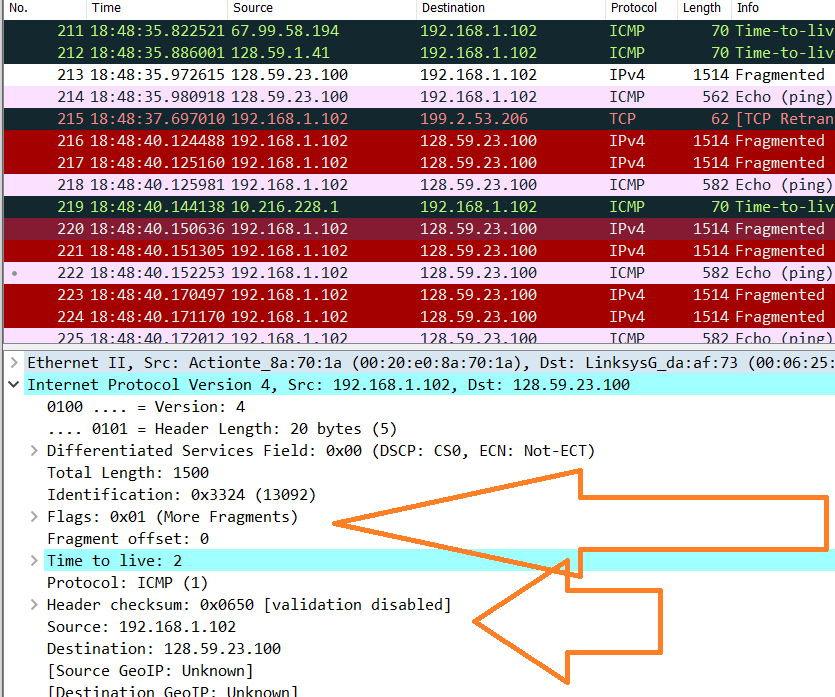 No. Time Source Destination Protocol Length Info
211 18:48:35.822521 67.99.58.194 192.168.1.102 ICMP 70 Time-to-liv
212 18:48:35.886001 128.59.1.41 192.168.1.102 ICMP 70 Time-to-liv
213 18:48:35.972615 128.59.23.100 192.168.1.102 IPv4 1514 Fragmented
214 18:48:35.980918 128.59.23.100 192.168.1.102 ICMP 562 Echo (ping)
215 18:48:37.697010 192.168.1.102 199.2.53.206 TCP 62 [TCP Retran
216 18:48:40.124488 192.168.1.102 128.59.23.100 IPv4 1514 Fragmented
217 18:48:40.125160 192.168.1.102 128.59.23.100 IPv4 1514 Fragmented
218 18:48:40.125981 192.168.1.102 128.59.23.100 ICMP 582 Echo (ping)
219 18:48:40.144138 10.216.228.1 192.168.1.102 ICMP 70 Time-to-liv
220 18:48:40.150636 192.168.1.102 128.59.23.100 IPv4 1514 Fragmented
221 18:48:40.151305 192.168.1.102 128.59.23.100 IPv4 1514 Fragmented
222 18:48:40.152253 192.168.1.102 128.59.23.100 ICMP 582 Echo (ping)
223 18:48:40.170497 192.168.1.102 128.59.23.100 IPv4 1514 Fragmented
224 18:48:40.171170 192.168.1.102 128.59.23.100 IPv4 1514 Fragmented
225 18:48:40.172012 192.168.1.102 128.59.23.100 ICMP 582 Echo (ping)
Ethernet II, Src: Actionte_8a:70:1a (00:20:e0:8a:70:1a), Dst: LinksysG_da:af:73 (00:06:25:
Internet Protocol Version 4, Src: 192.168.1.102, Dst: 128.59.23.100
0100 .... = Version: 4
.... 0101 = Header Length: 20 bytes (5)
Differentiated Services Field: 0x00 (DSCP: CS0, ECN: Not-ECT)
Total Length: 1500
Identification: 0x3324 (13092)
Flags: 0x01 (More Fragments)
Fragment offset: 0
Time to live: 2
Protocol: ICMP (1)
Header checksum: 0x0650 [validation disabled]
Source: 192.168.1.102
Destination: 128.59.23.100
[Source GeoIP: Unknown]
[Destination GeoIP: Unknown]